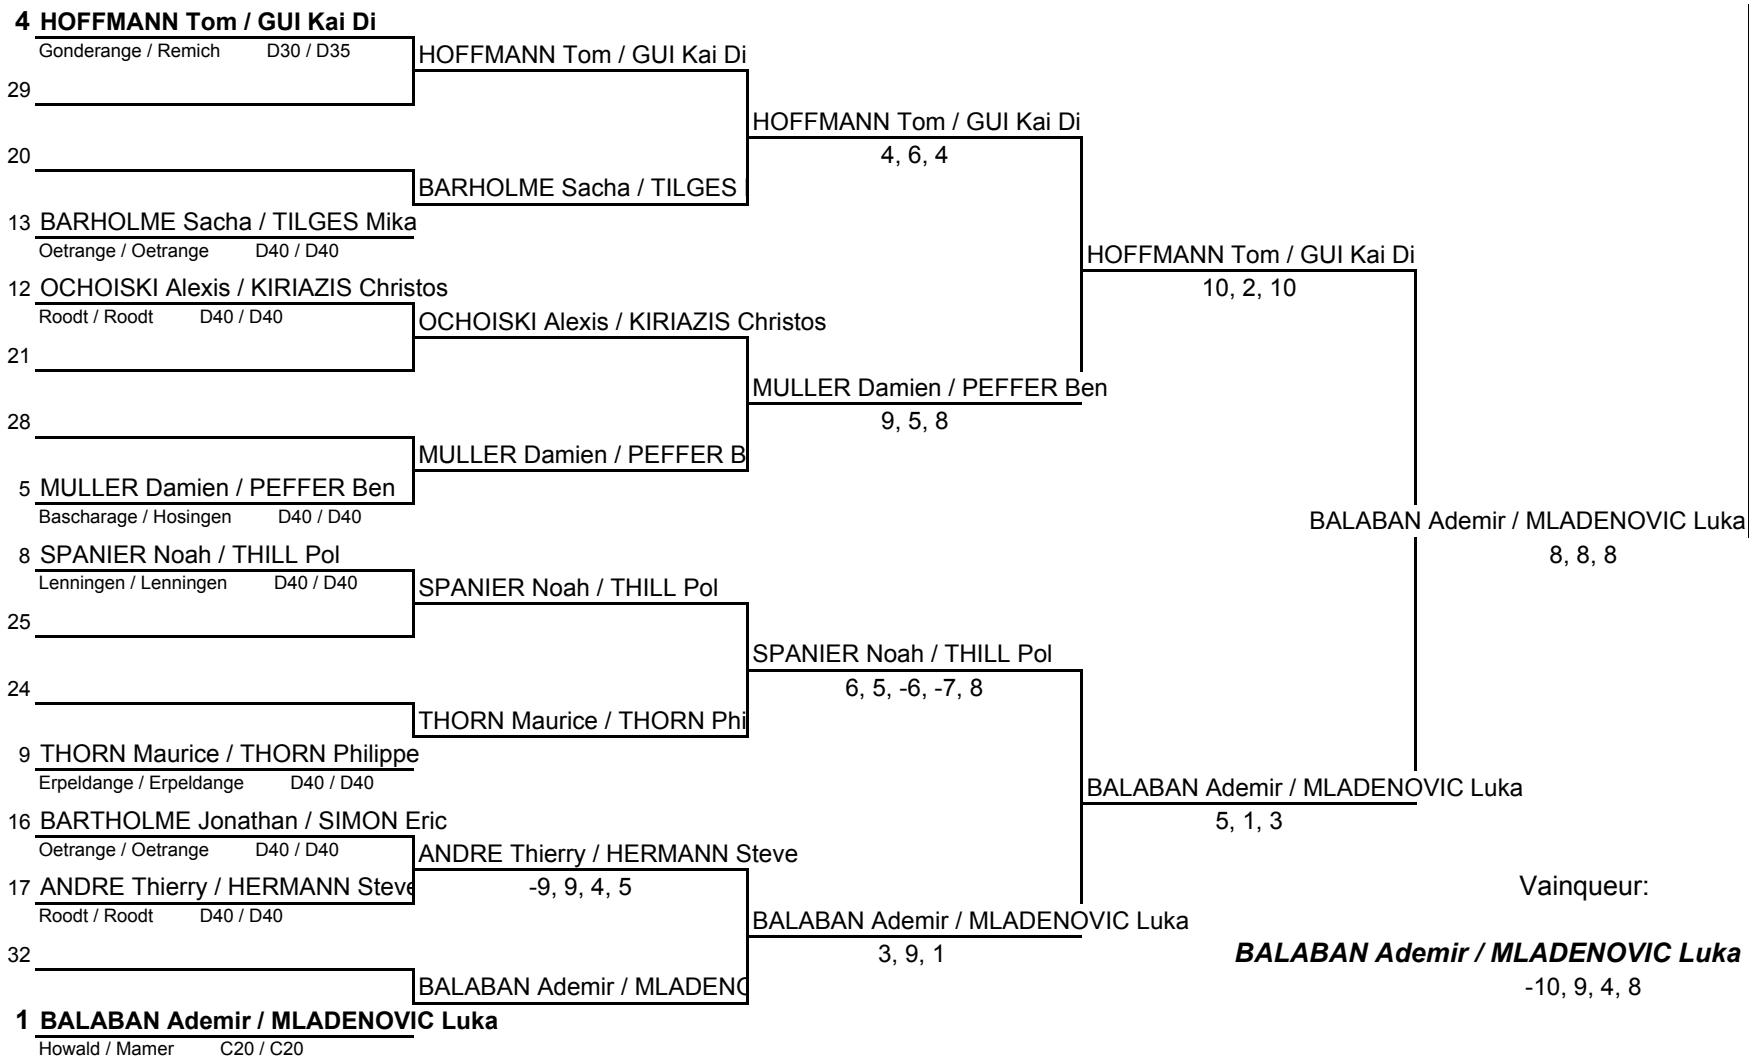 4 HOFFMANN Tom / GUI Kai Di
Gonderange / Remich D30 / D35
HOFFMANN Tom / GUI Kai Di
29
HOFFMANN Tom / GUI Kai Di
4, 6, 4
20
BARHOLME Sacha / TILGES
13 BARHOLME Sacha / TILGES Mika
Oetrange / Oetrange D40 / D40
HOFFMANN Tom / GUI Kai Di
10, 2, 10
12 OCHOISKI Alexis / KIRIAZIS Christos
Roodt / Roodt D40 / D40
OCHOISKI Alexis / KIRIAZIS Christos
21
MULLER Damien / PEFFER Ben
9, 5, 8
28
MULLER Damien / PEFFER B
5 MULLER Damien / PEFFER Ben
Bascharage / Hosingen D40 / D40
BALABAN Ademir / MLADENOVIC Luka
8, 8, 8
8 SPANIER Noah / THILL Pol
Lenningen / Lenningen D40 / D40
SPANIER Noah / THILL Pol
25
SPANIER Noah / THILL Pol
6, 5, -6, -7, 8
24
THORN Maurice / THORN Phi
9 THORN Maurice / THORN Philippe
Erpeldange / Erpeldange D40 / D40
BALABAN Ademir / MLADENOVIC Luka
5, 1, 3
16 BARTHOLME Jonathan / SIMON Eric
Oetrange / Oetrange D40 / D40
ANDRE Thierry / HERMANN Steve
-9, 9, 4, 5
17 ANDRE Thierry / HERMANN Steve
Roodt / Roodt D40 / D40
Vainqueur:
BALABAN Ademir / MLADENOVIC Luka
3, 9, 1
32
BALABAN Ademir / MLADENOVIC Luka
-10, 9, 4, 8
BALABAN Ademir / MLADENO
1 BALABAN Ademir / MLADENOVIC Luka
Howald / Mamer C20 / C20